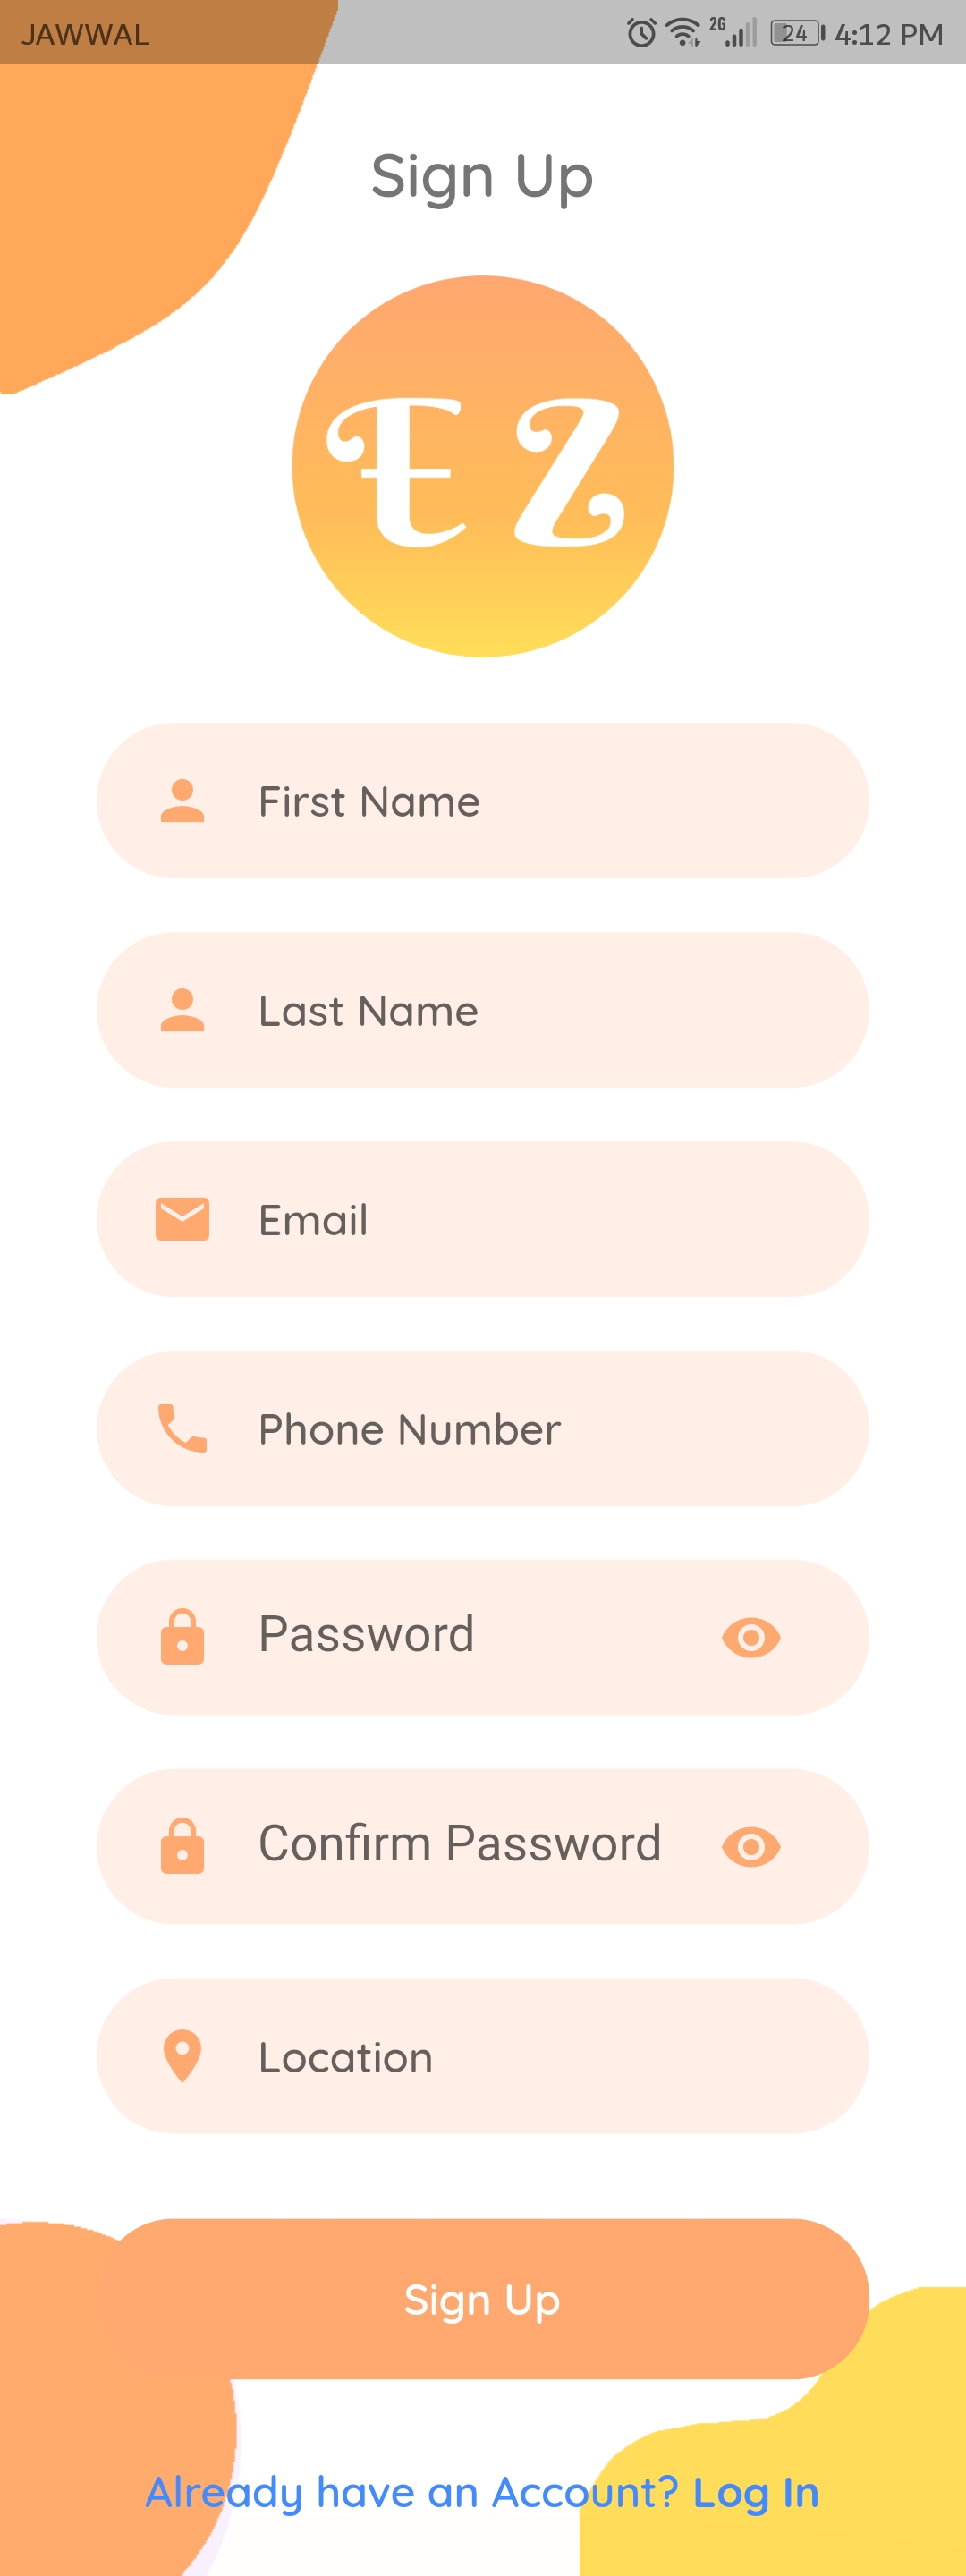 JAWWAL 2G 24 4:12 PM
Sign Up
E Z
First Name
Last Name
Email
Phone Number
Password
Confirm Password
Location
Sign Up
Already have an Account? Log In